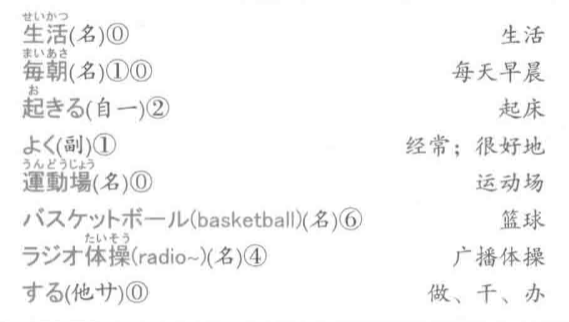 せいかつ
生活(名)⓪ 生活
まいあさ
毎朝(名)①⓪ 每天早晨
お
起きる(自一)② 起床
よく(副)① 经常；很好地
うんどうじょう
運動場(名)⓪ 运动场
バスケットボール(basketball)(名)⑥ 篮球
たいそう
ラジオ体操(radio~)(名)④ 广播体操
する(他サ)⓪ 做、干、办